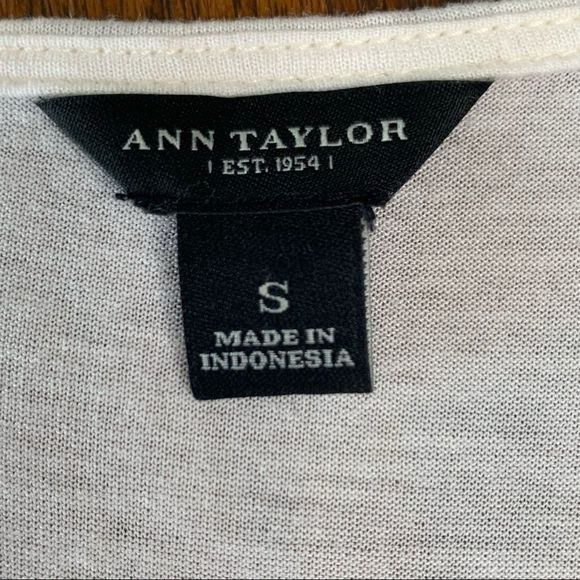 ANN TAYLOR
| EST. 1954 |
S
MADE IN
INDONESIA